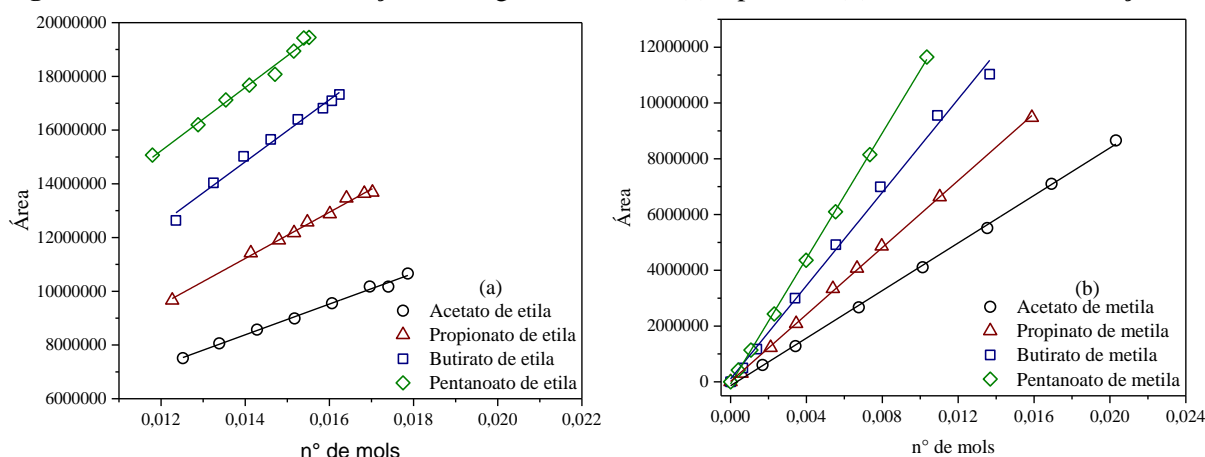 20000000
18000000
16000000
14000000
12000000
10000000
8000000
6000000
Área
(a)
Acetato de etila
Propionato de etila
Butirato de etila
Pentanoato de etila
0,012
0,014
0,016
0,018
0,020
0,022
n° de mols
12000000
10000000
8000000
6000000
4000000
2000000
0
Área
(b)
Acetato de metila
Propinato de metila
Butirato de metila
Pentanoato de metila
0,000
0,004
0,008
0,012
0,016
0,020
0,024
n° de mols